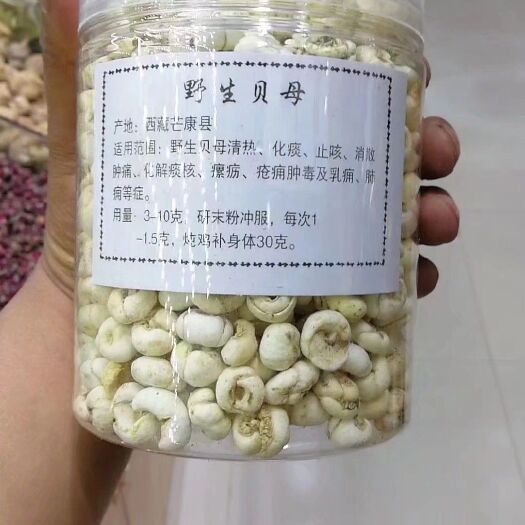 野生贝母
产地：西藏芒康县
适用范围：野生贝母清热、化痰、止咳、消散
肿痛、化解痰核、瘰疬、疮痈肿毒及乳痈、肺
痈等症。
用量：3-10克，研末粉冲服，每次1
-1.5克，炖鸡补身体30克。